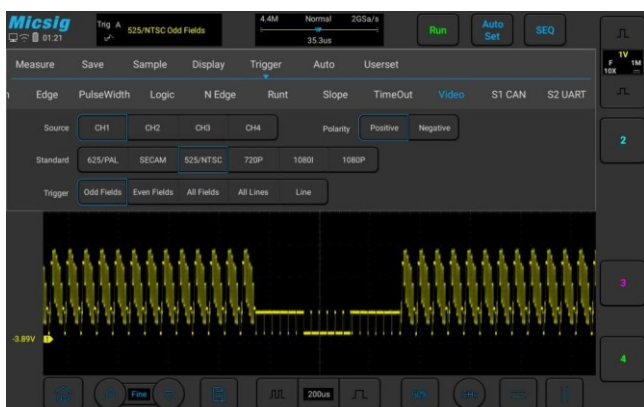 Micsig
01:21
Trig A
525/NTSC Odd Fields
4.4M Normal 2GSa/s
35.3us
Run
Auto Set
SEQ
Measure Save Sample Display Trigger Auto Userset
n Edge PulseWidth Logic N Edge Runt Slope TimeOut Video S1 CAN S2 UART
Source CH1 CH2 CH3 CH4 Polarity Positive Negative
Standard 625/PAL SECAM 525/NTSC 720P 1080I 1080P
Trigger Odd Fields Even Fields All Fields All Lines Line
1V
F 1M
10X
2
3
4
-3.89V 1
Fine 200us 50% CH1